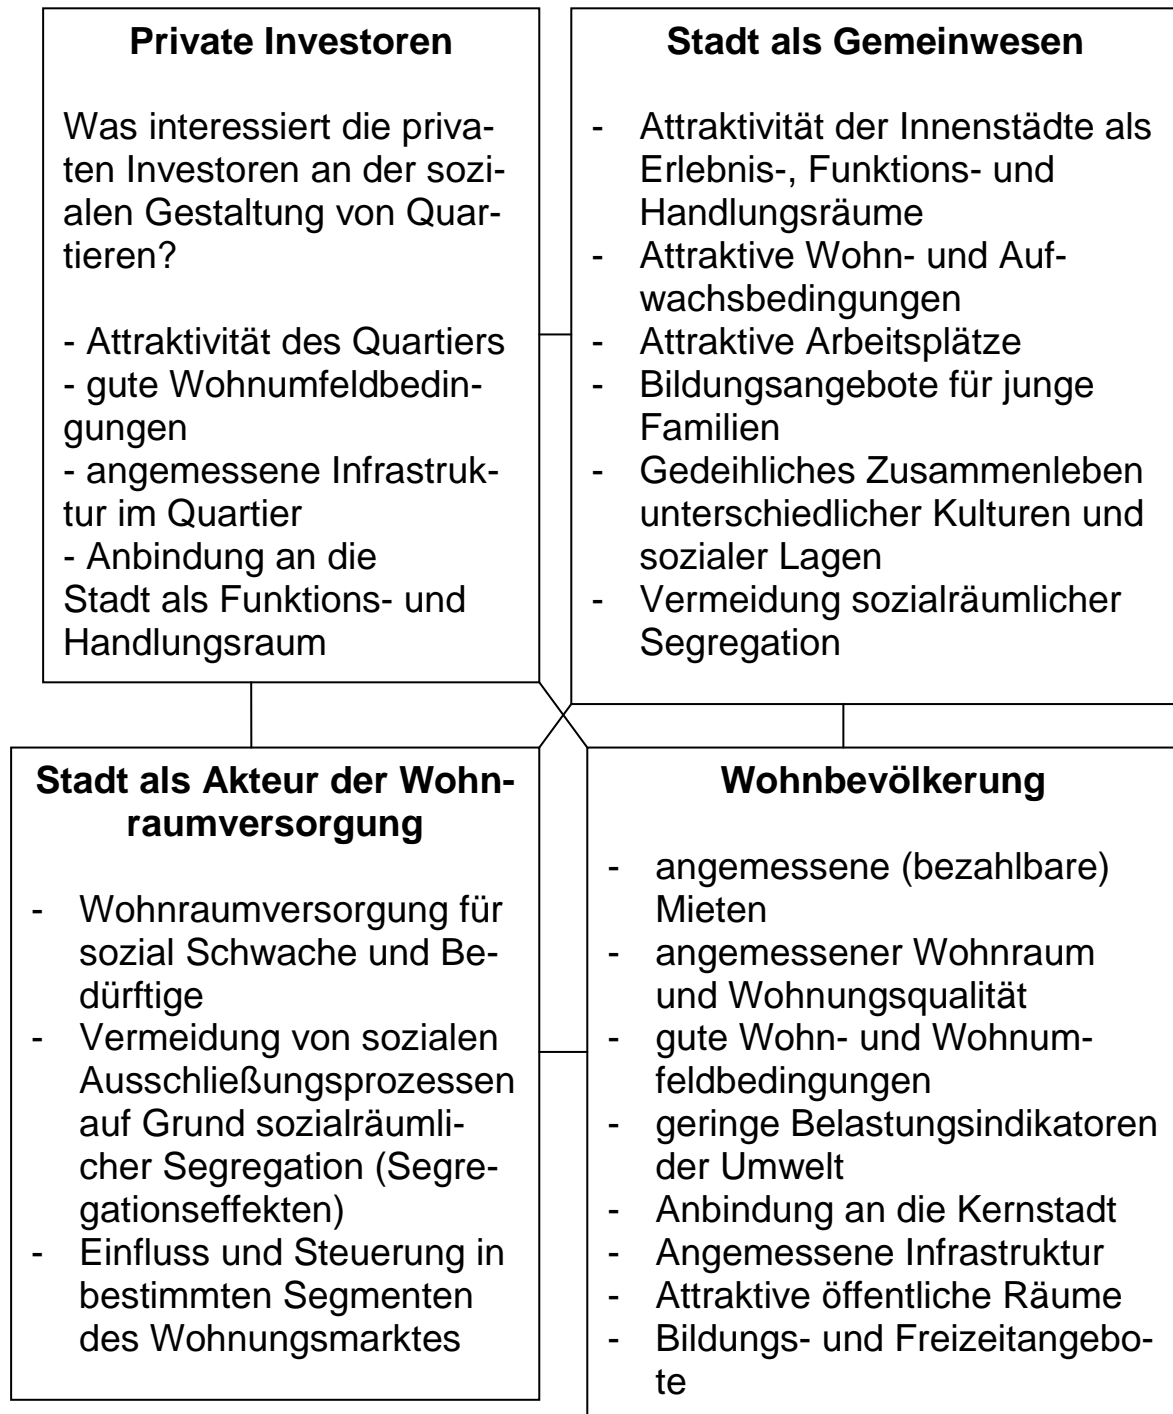 Private Investoren
Was interessiert die priva-
ten Investoren an der sozi-
alen Gestaltung von Quar-
tieren?
- Attraktivität des Quartiers
- gute Wohnumfeldbedin-
gungen
- angemessene Infrastruk-
tur im Quartier
- Anbindung an die
Stadt als Funktions- und
Handlungsraum
Stadt als Gemeinwesen
- Attraktivität der Innenstädte als
Erlebnis-, Funktions- und
Handlungsräume
- Attraktive Wohn- und Auf-
wachsbedingungen
- Attraktive Arbeitsplätze
- Bildungsangebote für junge
Familien
- Gedeihliches Zusammenleben
unterschiedlicher Kulturen und
sozialer Lagen
- Vermeidung sozialräumlicher
Segregation
Stadt als Akteur der Wohn-
raumversorgung
- Wohnraumversorgung für
sozial Schwache und Be-
dürftige
- Vermeidung von sozialen
Ausschließungsprozessen
auf Grund sozialräumli-
cher Segregation (Segre-
gationseffekten)
- Einfluss und Steuerung in
bestimmten Segmenten
des Wohnungsmarktes
Wohnbevölkerung
- angemessene (bezahlbare)
Mieten
- angemessener Wohnraum
und Wohnungsqualität
- gute Wohn- und Wohnum-
feldbedingungen
- geringe Belastungsindikatoren
der Umwelt
- Anbindung an die Kernstadt
- Angemessene Infrastruktur
- Attraktive öffentliche Räume
- Bildungs- und Freizeitangebo-
te